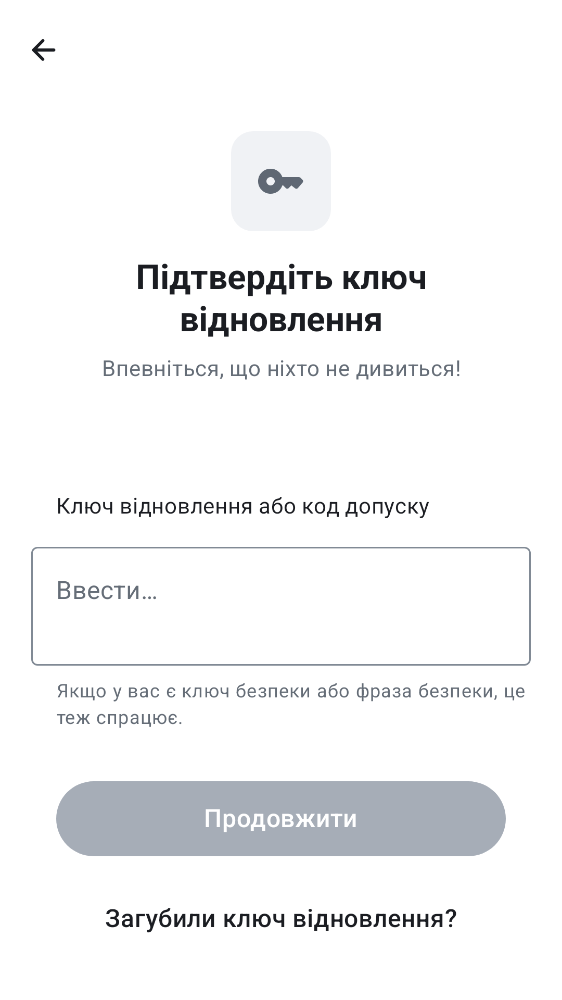 Підтвердіть ключ
відновлення
Впевніться, що ніхто не дивиться!
Ключ відновлення або код допуску
Ввести…
Якщо у вас є ключ безпеки або фраза безпеки, це
теж спрацює.
Продовжити
Загубили ключ відновлення?